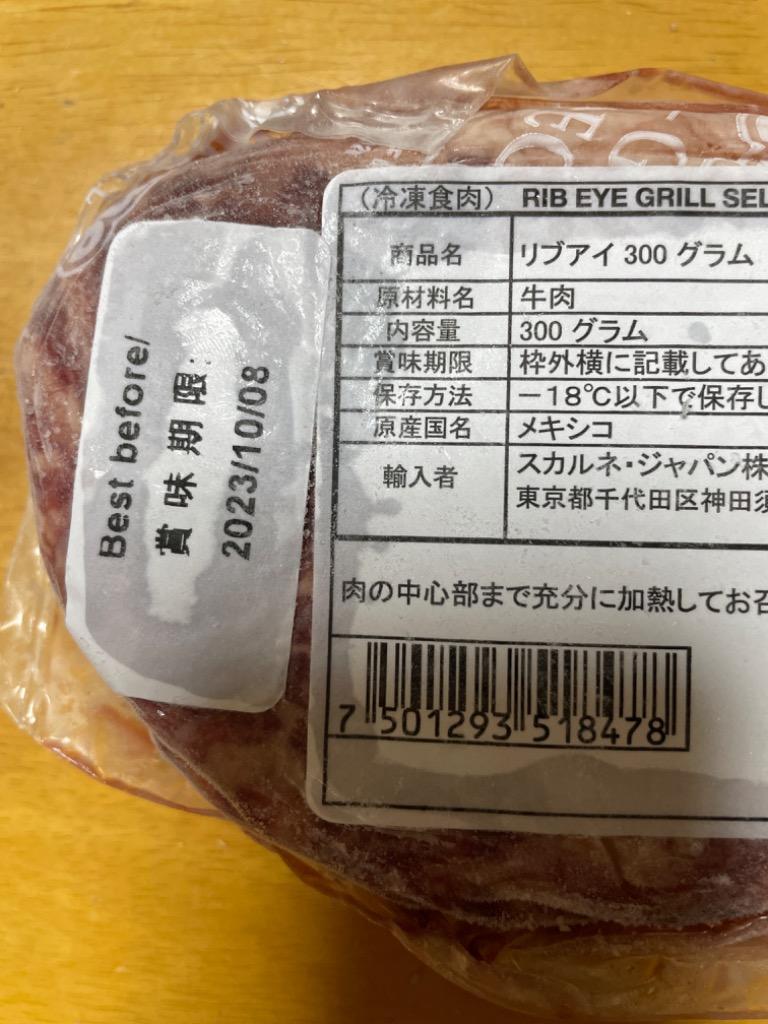 Best before/
賞味期限:
2023/10/08
(冷凍食肉) RIB EYE GRILL SEL
商品名 リブアイ 300 グラム
原材料名 牛肉
内容量 300 グラム
賞味期限 枠外横に記載してあ
保存方法 －18℃以下で保存し
原産国名 メキシコ
輸入者 スカルネ・ジャパン株
東京都千代田区神田須
肉の中心部まで充分に加熱してお召
7 501293 518478